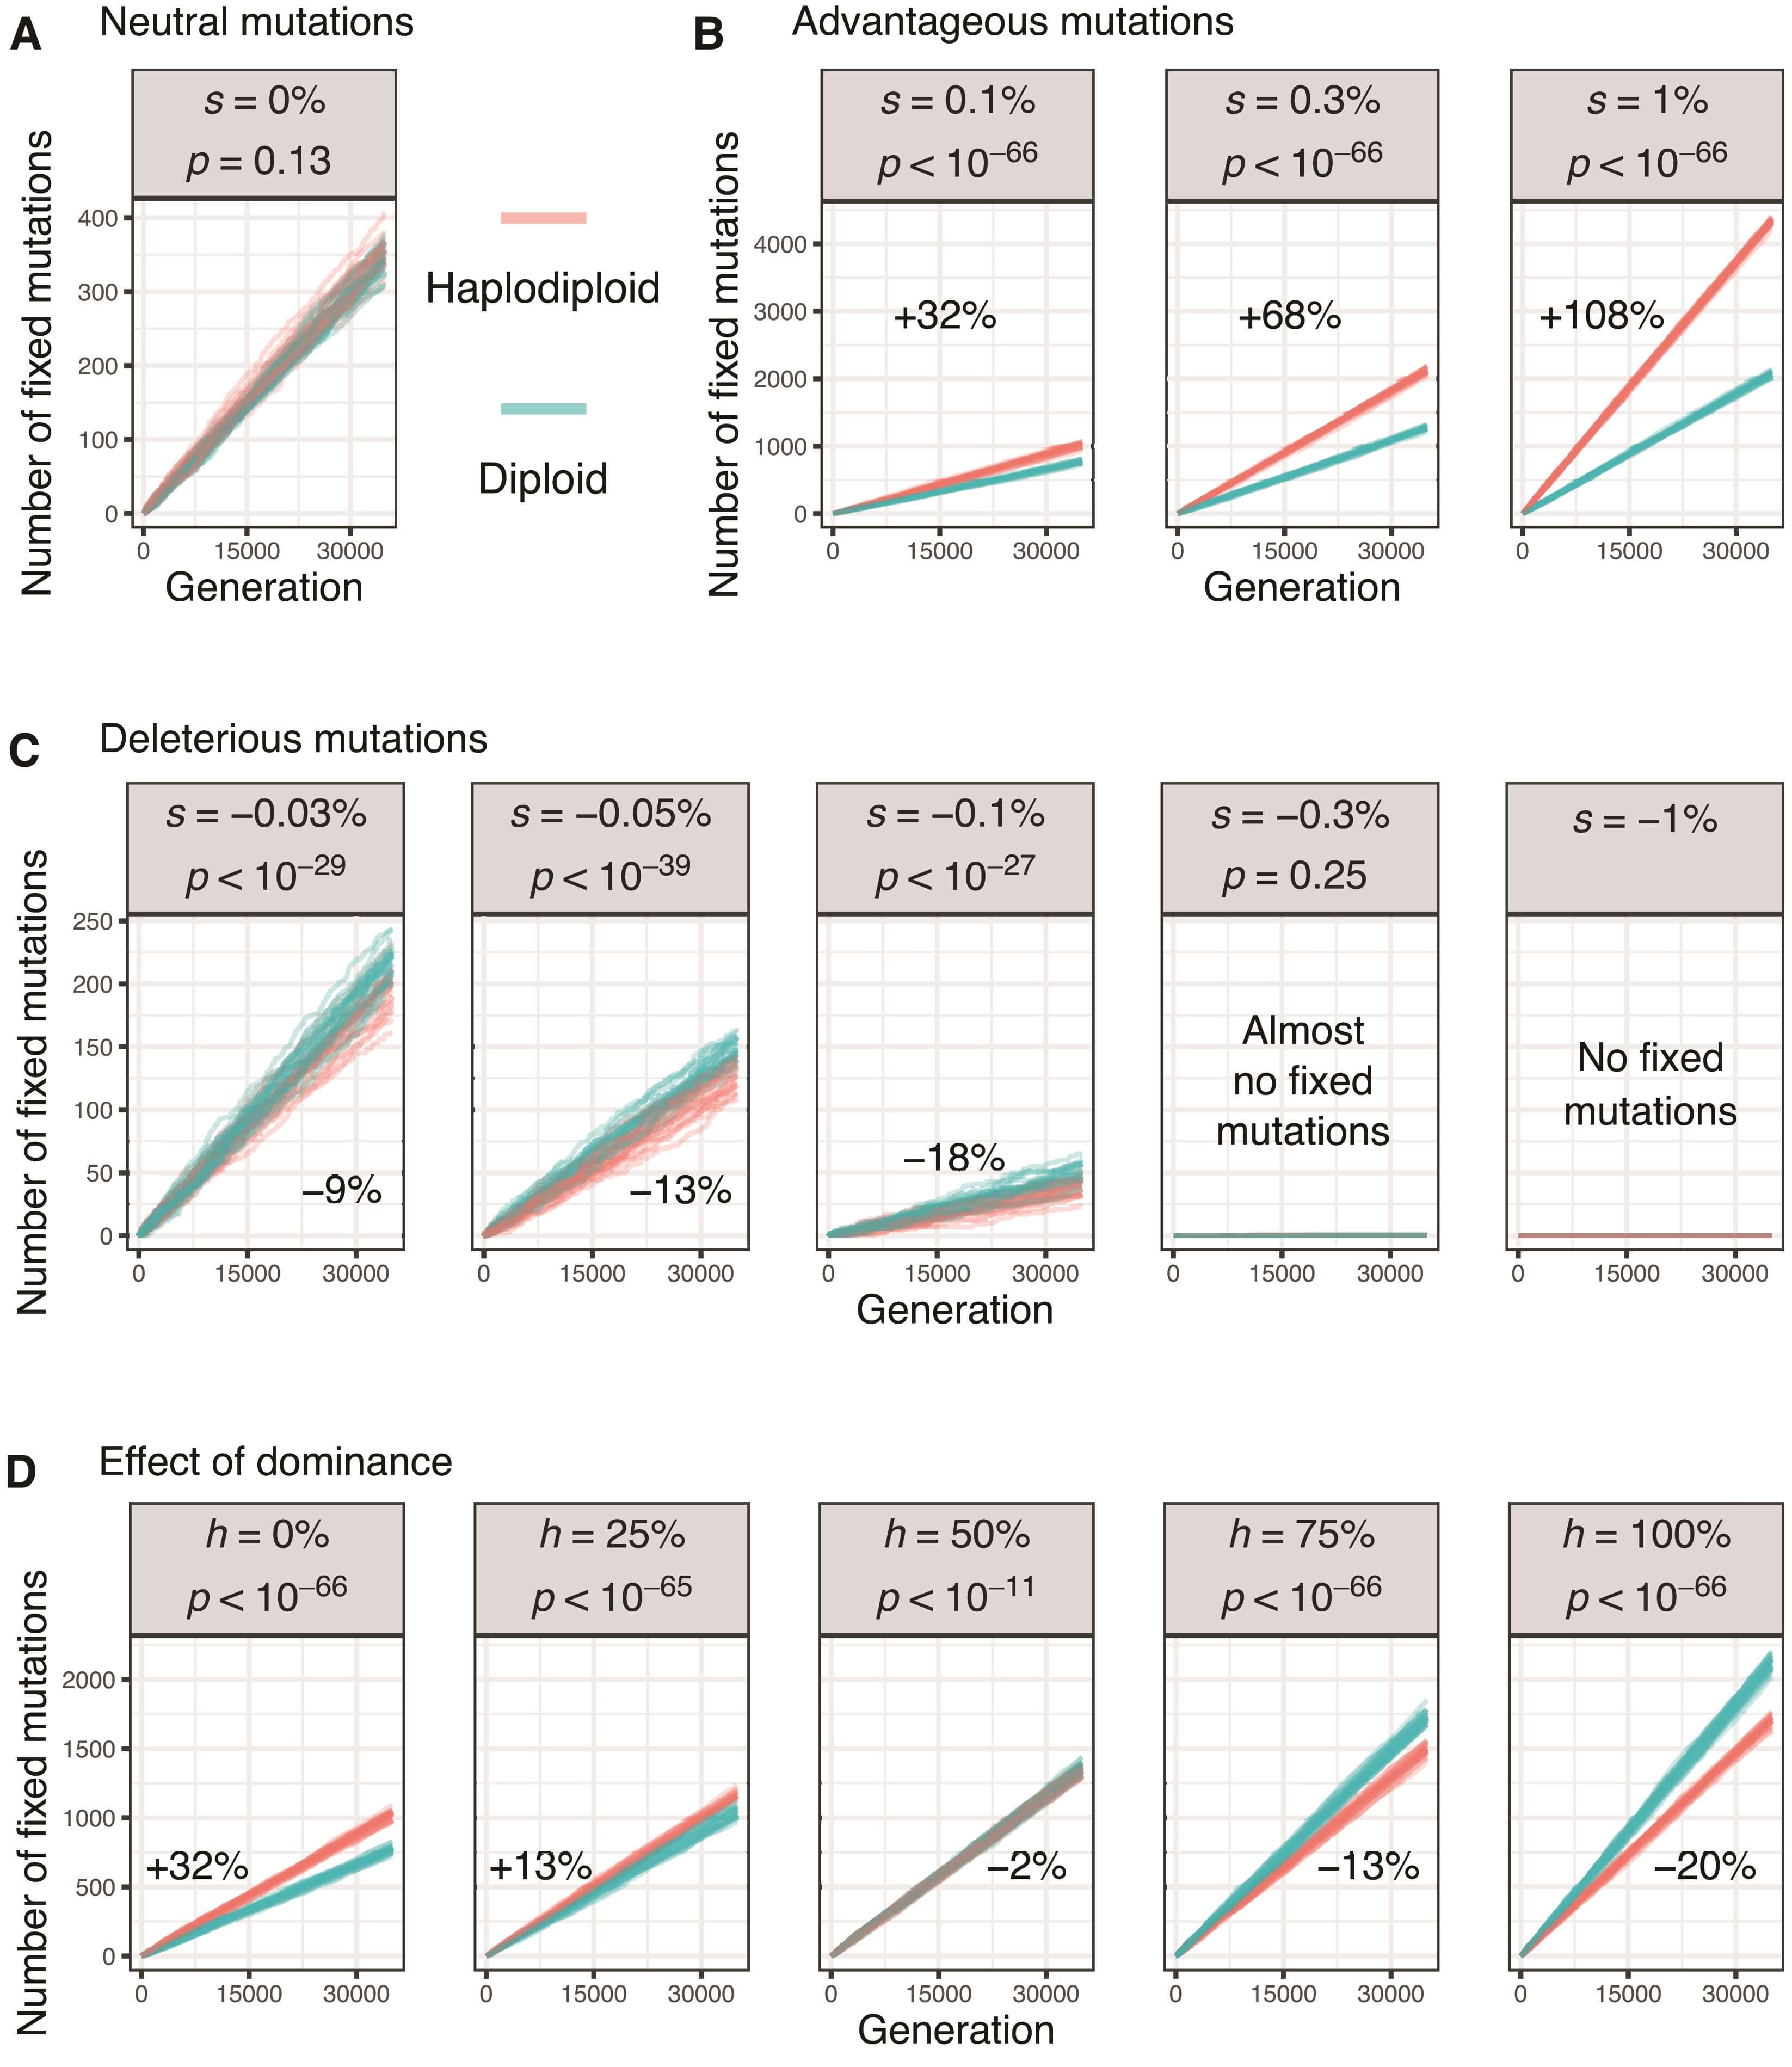 A Neutral mutations
s = 0%
p = 0.13
Number of fixed mutations
400
300
200
100
0
0 15000 30000
Generation
Haplodiploid
Diploid
B Advantageous mutations
s = 0.1%
p < 10⁻⁶⁶
s = 0.3%
p < 10⁻⁶⁶
s = 1%
p < 10⁻⁶⁶
Number of fixed mutations
4000
3000
2000
1000
0
+32%
+68%
+108%
0 15000 30000
0 15000 30000
0 15000 30000
Generation
C Deleterious mutations
s = −0.03%
p < 10⁻²⁹
s = −0.05%
p < 10⁻³⁹
s = −0.1%
p < 10⁻²⁷
s = −0.3%
p = 0.25
s = −1%
Number of fixed mutations
250
200
150
100
50
0
−9%
−13%
−18%
Almost
no fixed
mutations
No fixed
mutations
0 15000 30000
0 15000 30000
0 15000 30000
0 15000 30000
0 15000 30000
Generation
D Effect of dominance
h = 0%
p < 10⁻⁶⁶
h = 25%
p < 10⁻⁶⁵
h = 50%
p < 10⁻¹¹
h = 75%
p < 10⁻⁶⁶
h = 100%
p < 10⁻⁶⁶
Number of fixed mutations
2000
1500
1000
500
0
+32%
+13%
−2%
−13%
−20%
0 15000 30000
0 15000 30000
0 15000 30000
0 15000 30000
0 15000 30000
Generation